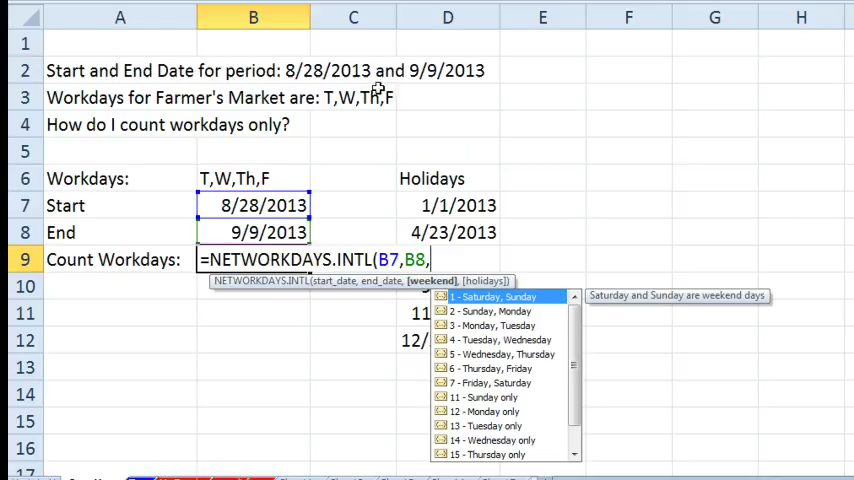 A B C D E F G H
1
2 Start and End Date for period: 8/28/2013 and 9/9/2013
3 Workdays for Farmer's Market are: T,W,Th,F
4 How do I count workdays only?
5
6 Workdays: T,W,Th,F Holidays
7 Start 8/28/2013 1/1/2013
8 End 9/9/2013 4/23/2013
9 Count Workdays: =NETWORKDAYS.INTL(B7,B8,
NETWORKDAYS.INTL(start_date, end_date, [weekend], [holidays])
10
1 - Saturday, Sunday Saturday and Sunday are weekend days
2 - Sunday, Monday
11 11
3 - Monday, Tuesday
12 12/
4 - Tuesday, Wednesday
5 - Wednesday, Thursday
13
6 - Thursday, Friday
7 - Friday, Saturday
14
11 - Sunday only
12 - Monday only
15
13 - Tuesday only
14 - Wednesday only
16
15 - Thursday only
17